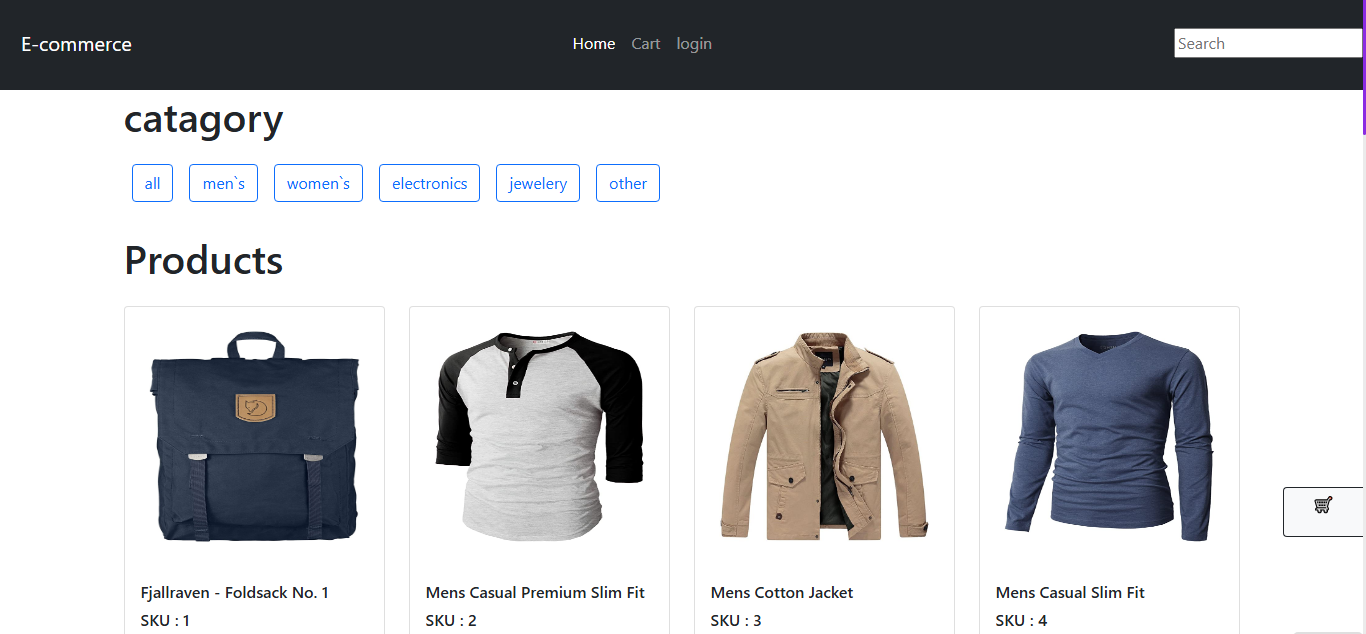 E-commerce Home Cart login Search
catagory
all men`s women`s electronics jewelery other
Products
Fjallraven - Foldsack No. 1 Mens Casual Premium Slim Fit Mens Cotton Jacket Mens Casual Slim Fit
SKU : 1 SKU : 2 SKU : 3 SKU : 4